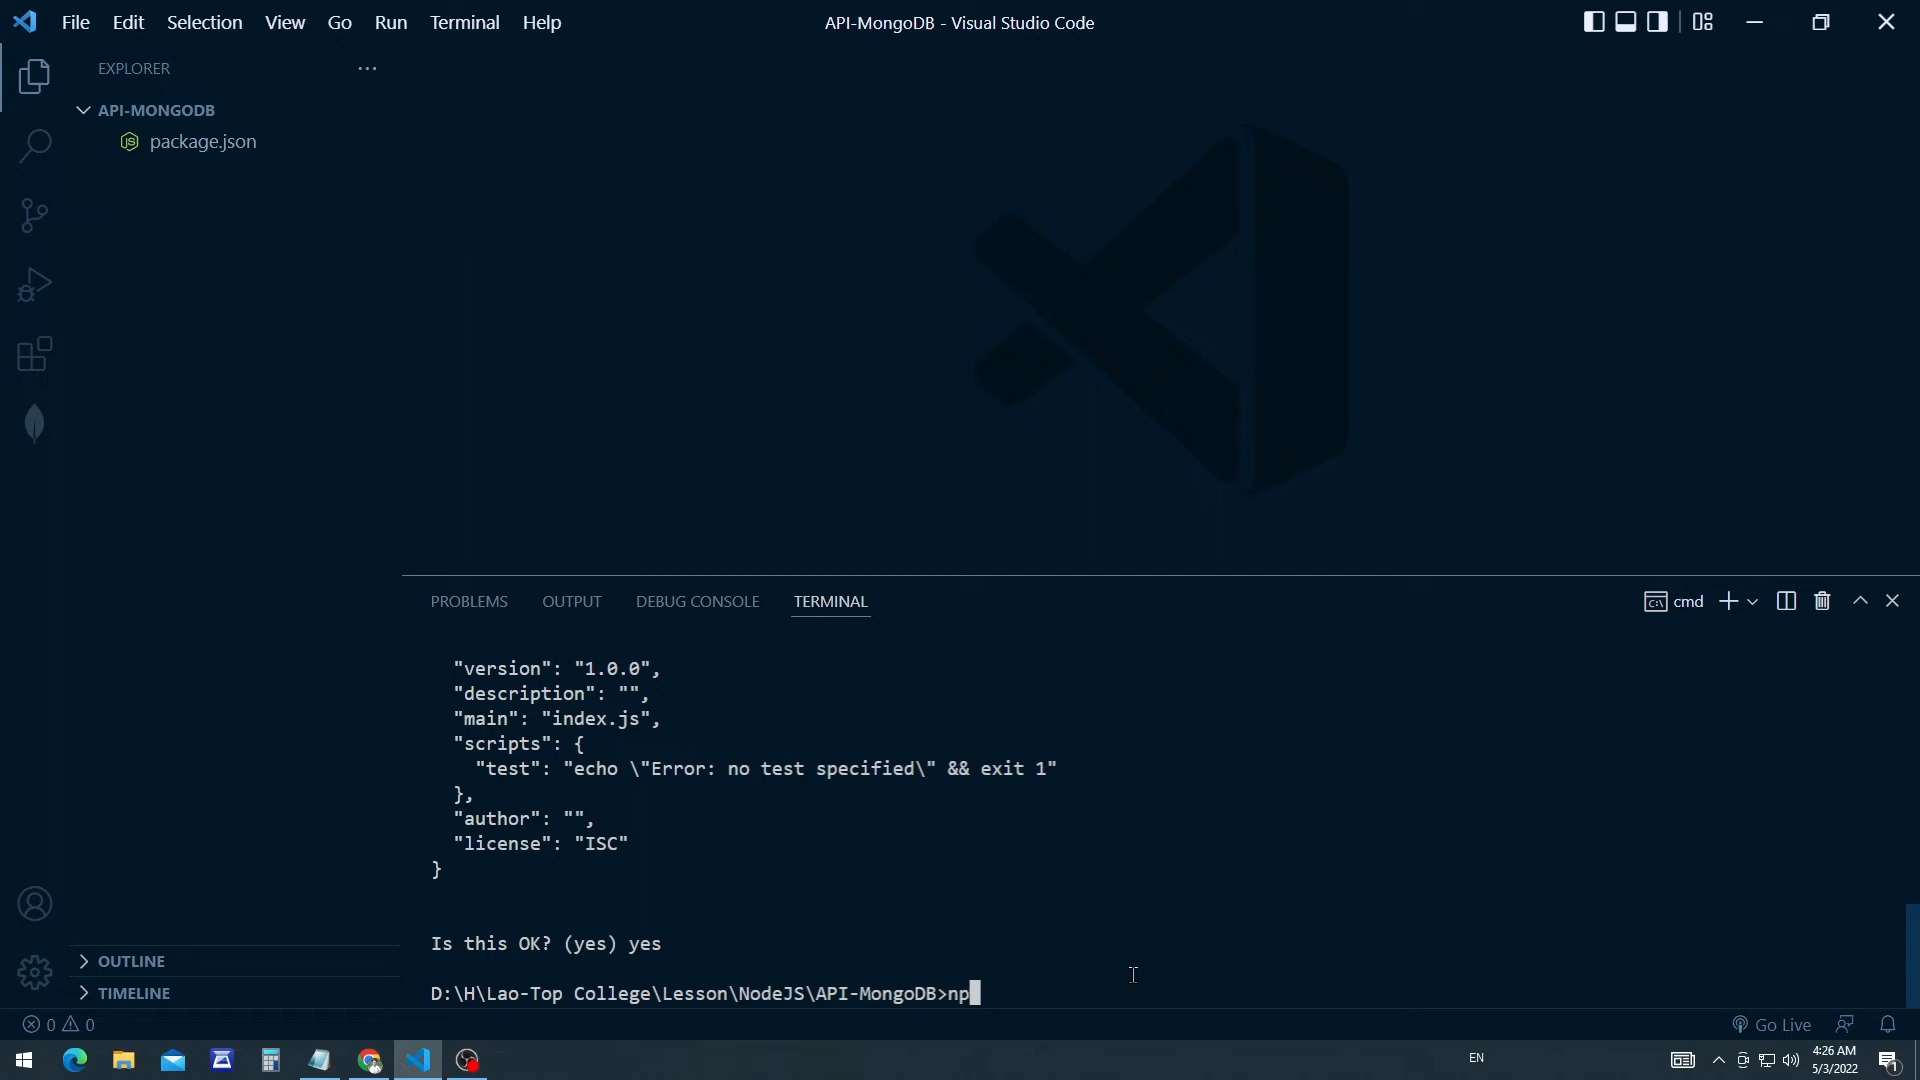 File Edit Selection View Go Run Terminal Help
API-MongoDB - Visual Studio Code
EXPLORER
API-MONGODB
package.json
PROBLEMS OUTPUT DEBUG CONSOLE TERMINAL
cmd
"version": "1.0.0",
"description": "",
"main": "index.js",
"scripts": {
"test": "echo \"Error: no test specified\" && exit 1"
},
"author": "",
"license": "ISC"
}
Is this OK? (yes) yes
D:\H\Lao-Top College\Lesson\NodeJS\API-MongoDB>np
OUTLINE
TIMELINE
0 0
Go Live
EN
4:26 AM
5/3/2022
1